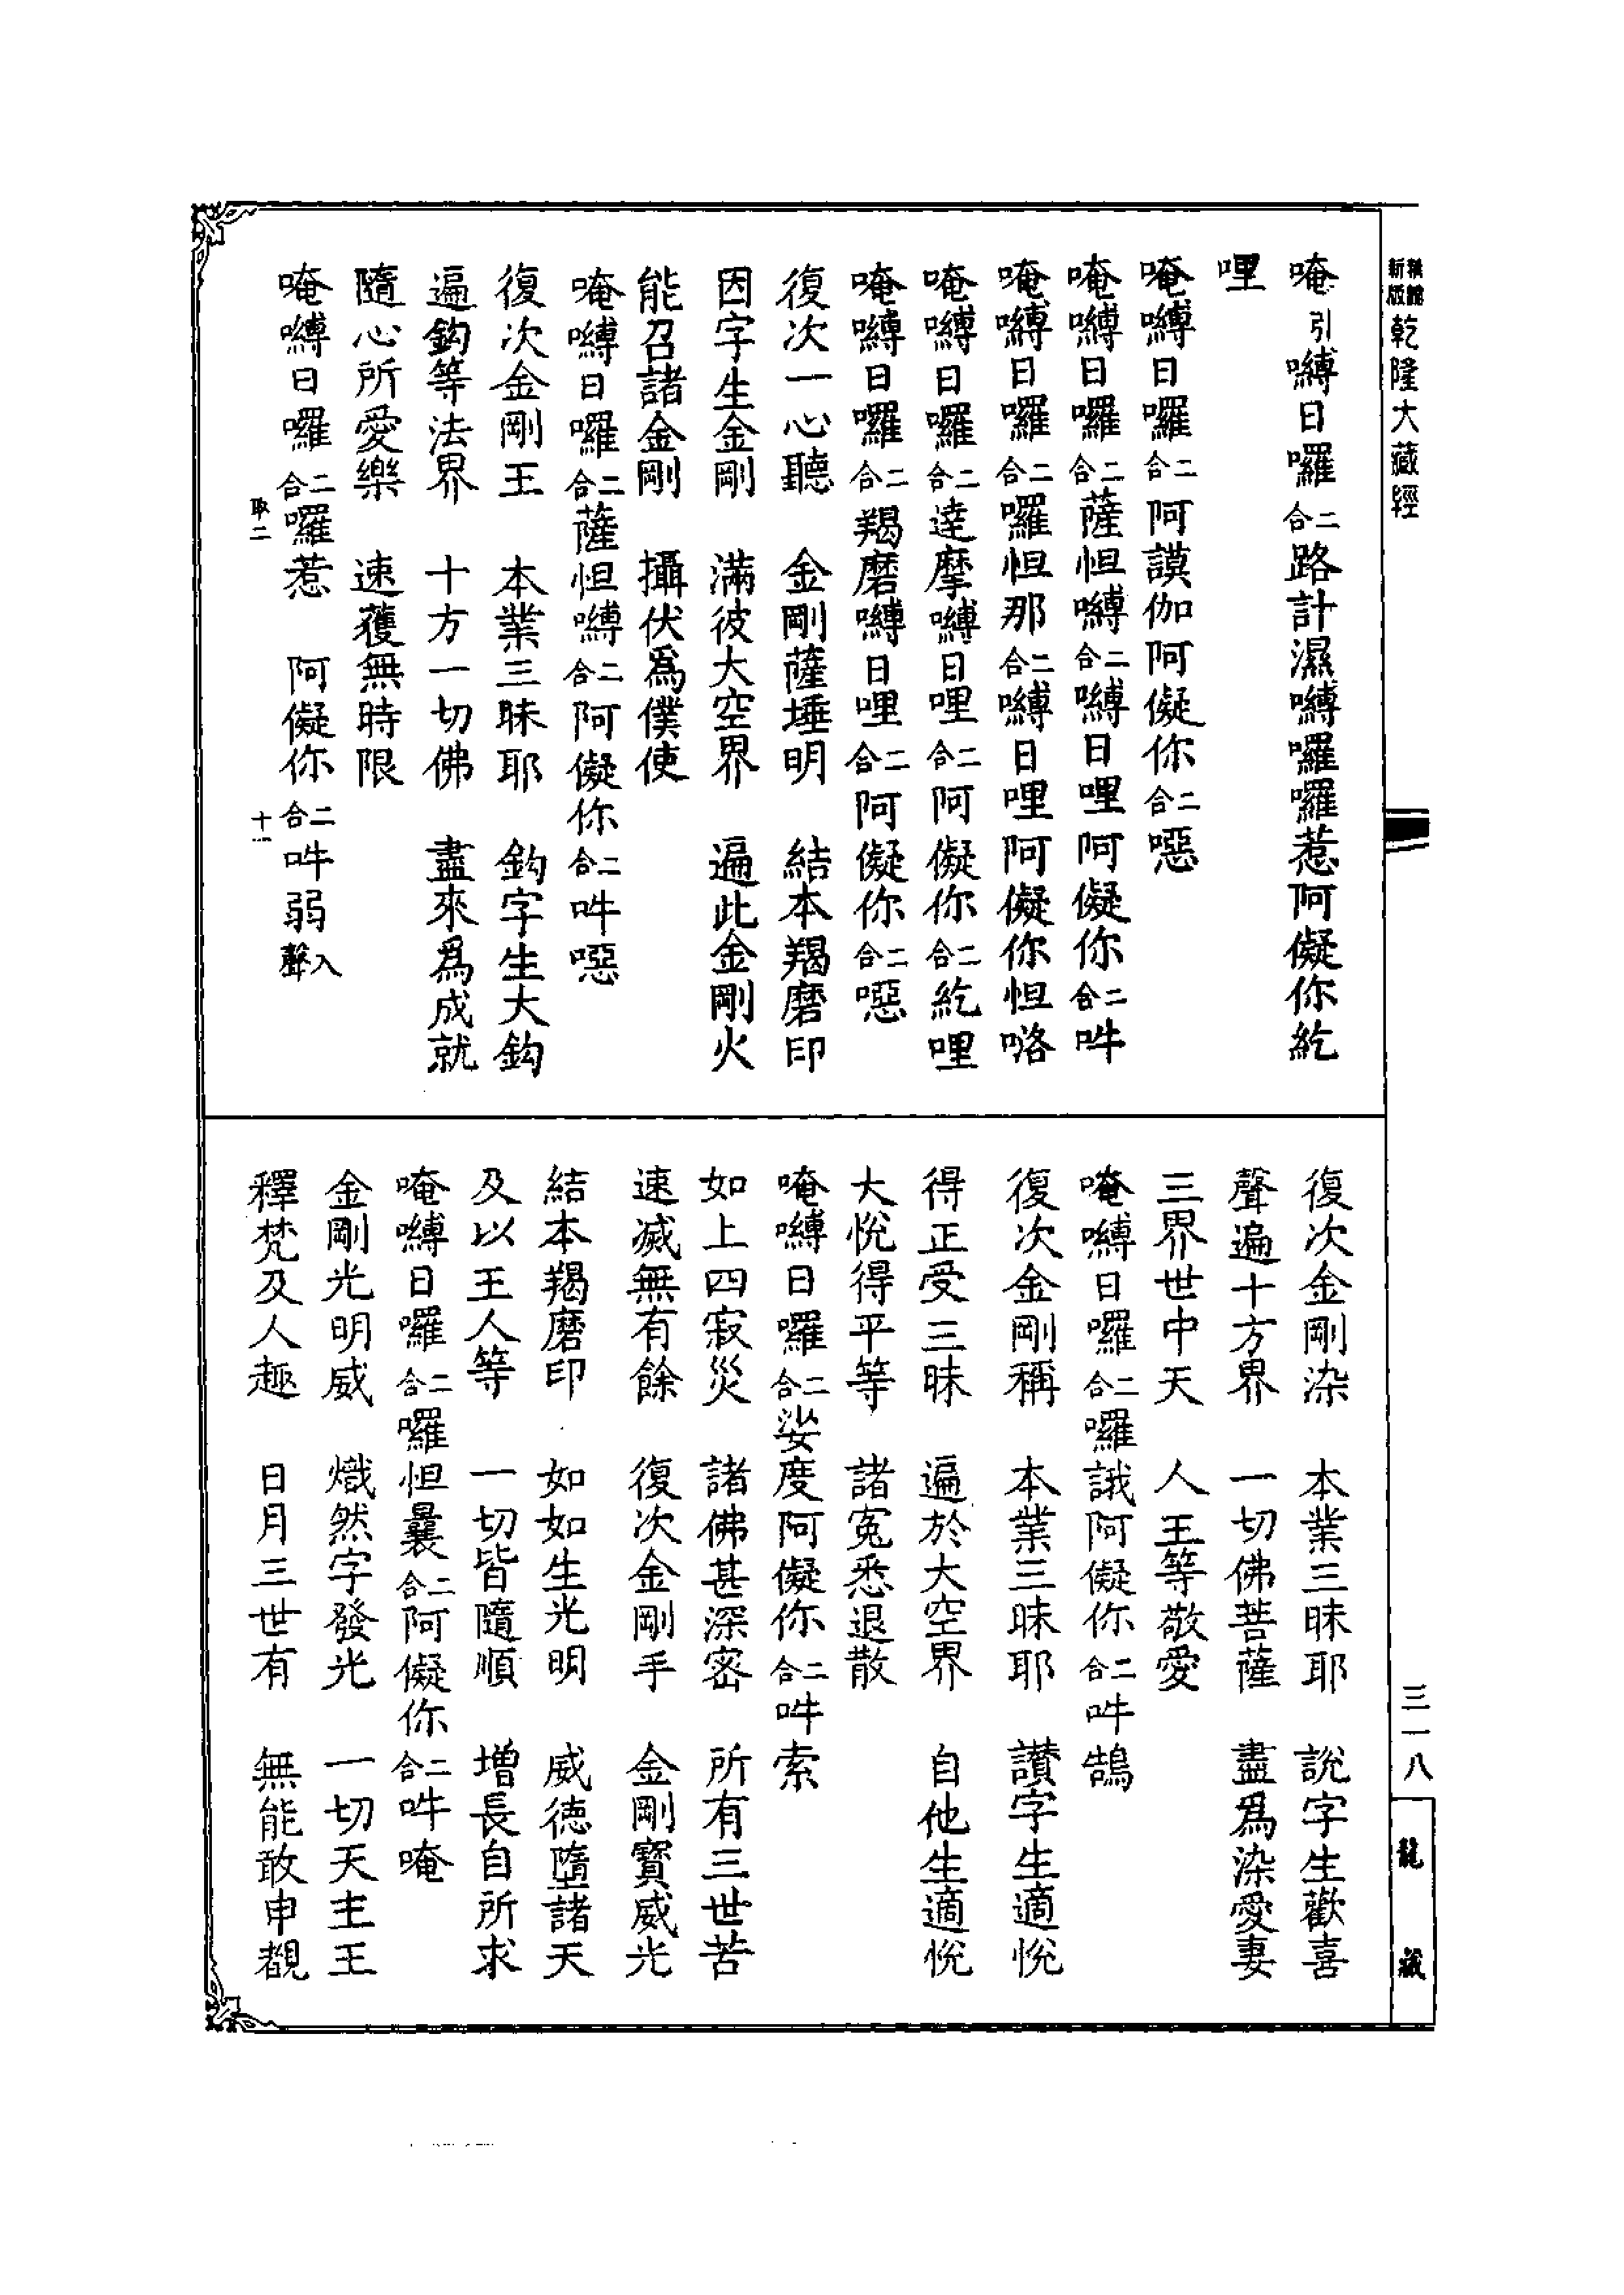 新版
乾隆大藏經
唵引嚩日囉二合路計濕嚩囉囉惹阿儗你紇
哩
唵嚩日囉二合阿謨伽阿儗你二合噁
唵嚩日囉二合薩怛嚩二合嚩日哩阿儗你二合吽
唵嚩日囉二合囉怛那二合嚩日哩阿儗你怛咯
唵嚩日囉二合達摩嚩日哩二合阿儗你二合紇哩
唵嚩日囉二合羯磨嚩日哩二合阿儗你二合噁
復次一心聽　金剛薩埵明　結本羯磨印
因字生金剛　滿彼大空界　遍此金剛火
能召諸金剛　攝伏爲僕使
唵嚩日囉二合薩怛嚩二合阿儗你二合吽噁
復次金剛王　本業三昧耶　鈎字生大鈎
遍鈎等法界　十方一切佛　盡來爲成就
隨心所愛樂　速獲無時限
唵嚩日囉二合囉惹　阿儗你二合吽弱入聲
取二
復次金剛染　本業三昧耶　說字生歡喜
聲遍十方界　一切佛菩薩　盡爲染愛妻
三界世中天　人王等敬愛
唵嚩日囉二合囉誐阿儗你二合吽鵠
復次金剛稱　本業三昧耶　讚字生適悅
得正受三昧　遍於大空界　自他生適悅
大悅得平等　諸寃悉退散
唵嚩日囉二合娑度阿儗你二合吽索
如上四寂災　諸佛甚深密　所有三世苦
速滅無有餘　復次金剛手　金剛寶威光
結本羯磨印　如如生光明　威德墮諸天
及以王人等　一切皆隨順　增長自所求
唵嚩日囉二合囉怛曩二合阿儗你二合吽唵
金剛光明威　熾然字發光　一切天主王
釋梵及人趣　日月三世有　無能敢申覩
三一八
龍藏